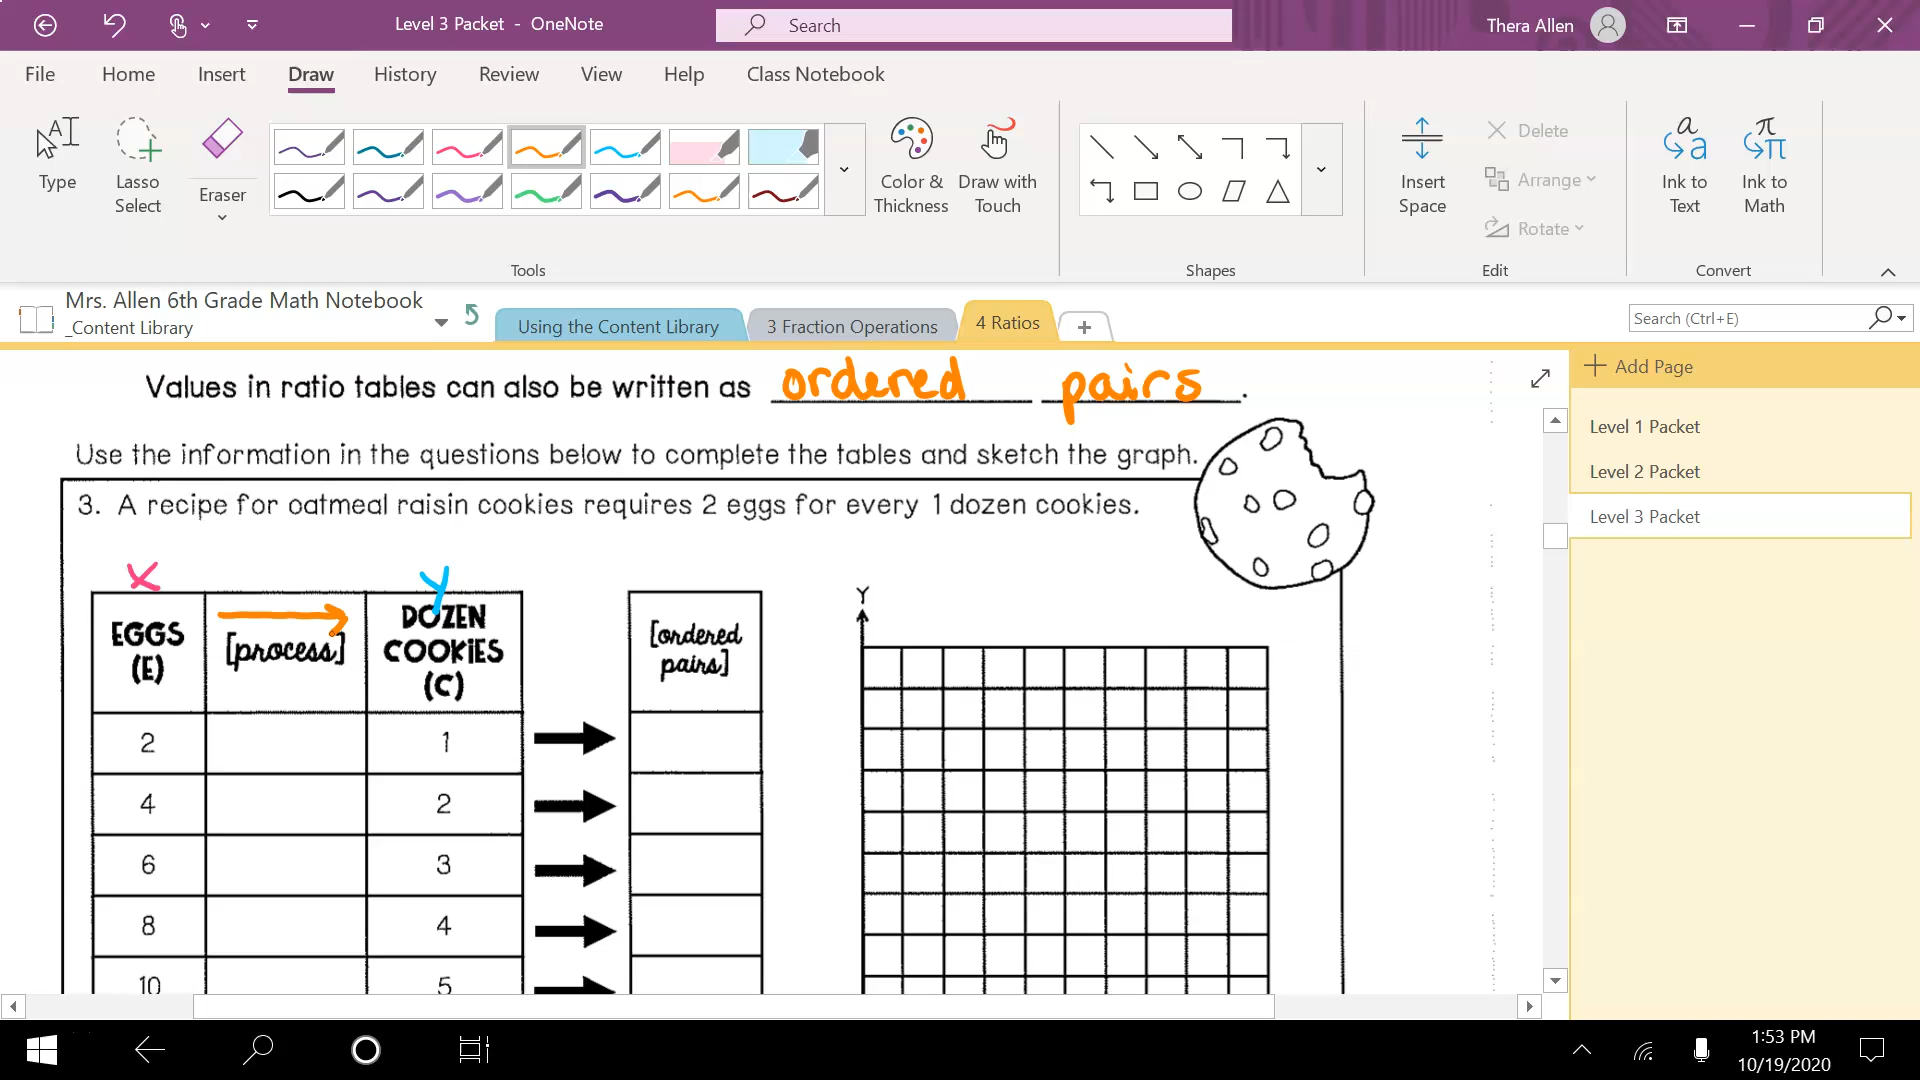 Level 3 Packet - OneNote
Search
Thera Allen
File Home Insert Draw History Review View Help Class Notebook
Type
Lasso Select
Eraser
Color & Thickness
Draw with Touch
Insert Space
Delete
Arrange
Rotate
Ink to Text
Ink to Math
Tools
Shapes
Edit
Convert
Mrs. Allen 6th Grade Math Notebook
_Content Library
Using the Content Library
3 Fraction Operations
4 Ratios
Search (Ctrl+E)
Add Page
Level 1 Packet
Level 2 Packet
Level 3 Packet
Values in ratio tables can also be written as ordered pairs.
Use the information in the questions below to complete the tables and sketch the graph.
3. A recipe for oatmeal raisin cookies requires 2 eggs for every 1 dozen cookies.
X Y
EGGS (E)
[process]
DOZEN COOKIES (C)
[ordered pairs]
Y
2 1
4 2
6 3
8 4
10 5
1:53 PM
10/19/2020